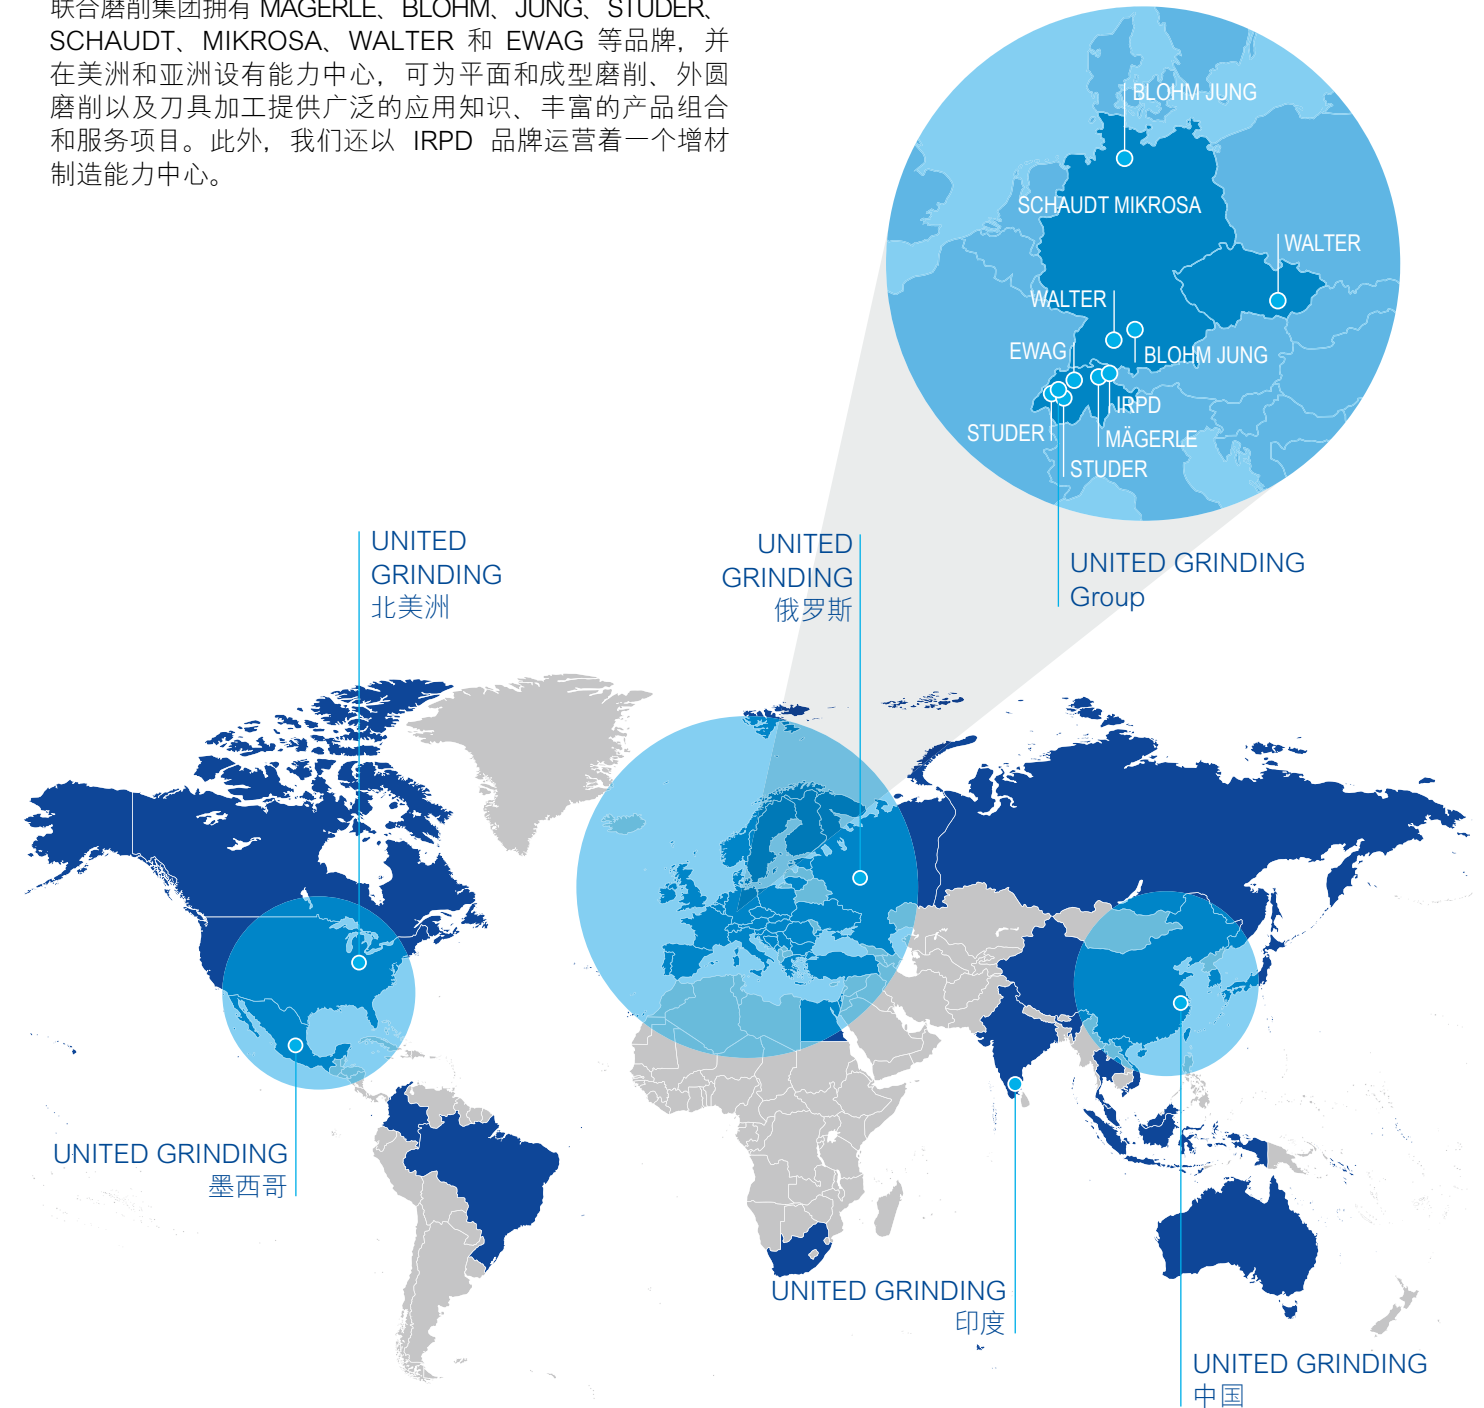 联合磨削集团拥有 MÄGERLE、BLOHM、JUNG、STUDER、
SCHAUDT、MIKROSA、WALTER 和 EWAG 等品牌，并
在美洲和亚洲设有能力中心，可为平面和成型磨削、外圆
磨削以及刀具加工提供广泛的应用知识、丰富的产品组合
和服务项目。此外，我们还以 IRPD 品牌运营着一个增材
制造能力中心。
BLOHM JUNG
SCHAUDT MIKROSA
WALTER
WALTER
EWAG
BLOHM JUNG
IRPD
STUDER
MÄGERLE
STUDER
UNITED
GRINDING
北美洲
UNITED
GRINDING
俄罗斯
UNITED GRINDING
Group
UNITED GRINDING
墨西哥
UNITED GRINDING
印度
UNITED GRINDING
中国